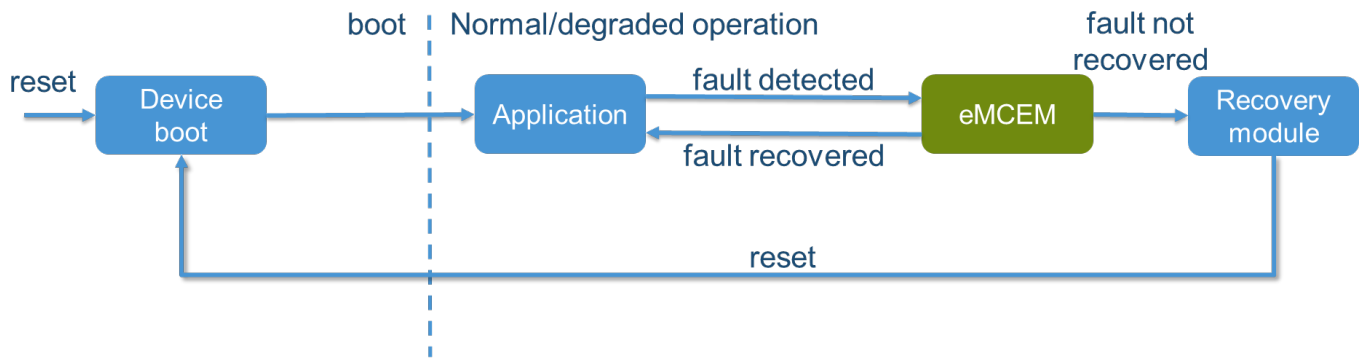 boot
Normal/degraded operation
fault not
recovered
reset
Device
boot
Application
fault detected
fault recovered
eMCEM
Recovery
module
reset